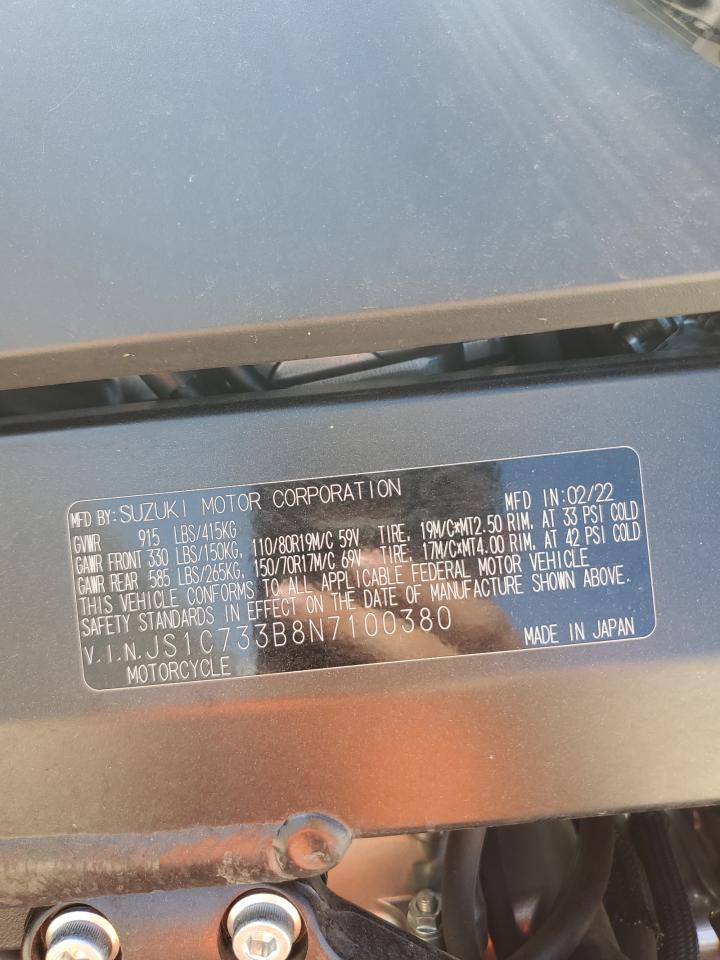 MFD BY:SUZUKI MOTOR CORPORATION MFD IN:02/22
GVWR 915 LBS/415KG
GAWR FRONT 330 LBS/150KG, 110/80R19M/C 59V TIRE, 19M/C×MT2.50 RIM, AT 33 PSI COLD
GAWR REAR 585 LBS/265KG, 150/70R17M/C 69V TIRE, 17M/C×MT4.00 RIM, AT 42 PSI COLD
THIS VEHICLE CONFORMS TO ALL APPLICABLE FEDERAL MOTOR VEHICLE
SAFETY STANDARDS IN EFFECT ON THE DATE OF MANUFACTURE SHOWN ABOVE.
V.I.N.JS1C733B8N7100380
MOTORCYCLE MADE IN JAPAN